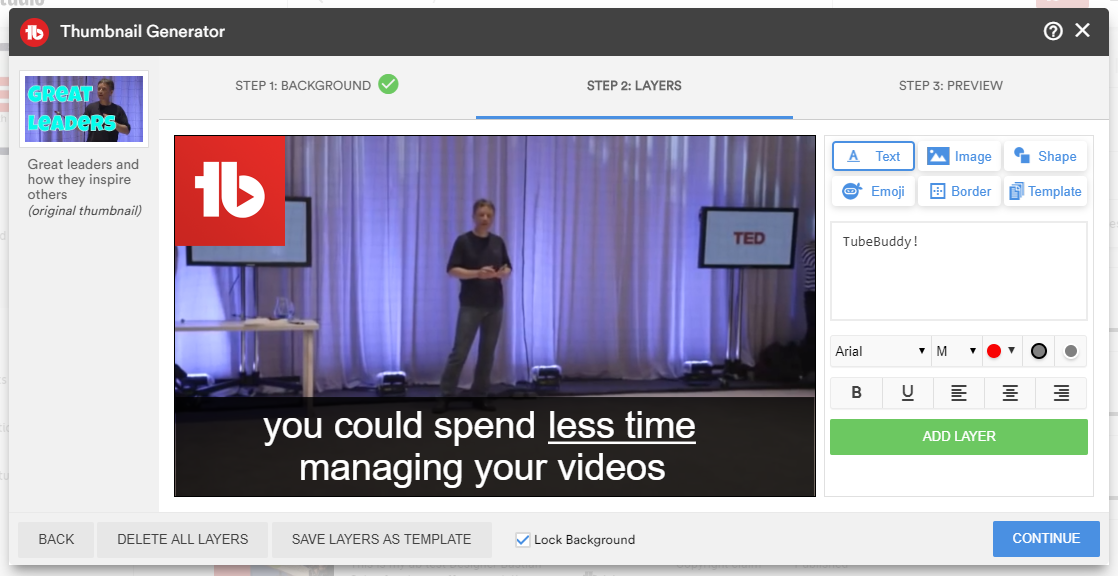 Thumbnail Generator
STEP 1: BACKGROUND
STEP 2: LAYERS
STEP 3: PREVIEW
GREAT
LEADERS
Great leaders and
how they inspire
others
(original thumbnail)
tb
TED
you could spend less time
managing your videos
Text
Image
Shape
Emoji
Border
Template
TubeBuddy!
Arial
M
B
U
ADD LAYER
BACK
DELETE ALL LAYERS
SAVE LAYERS AS TEMPLATE
Lock Background
CONTINUE